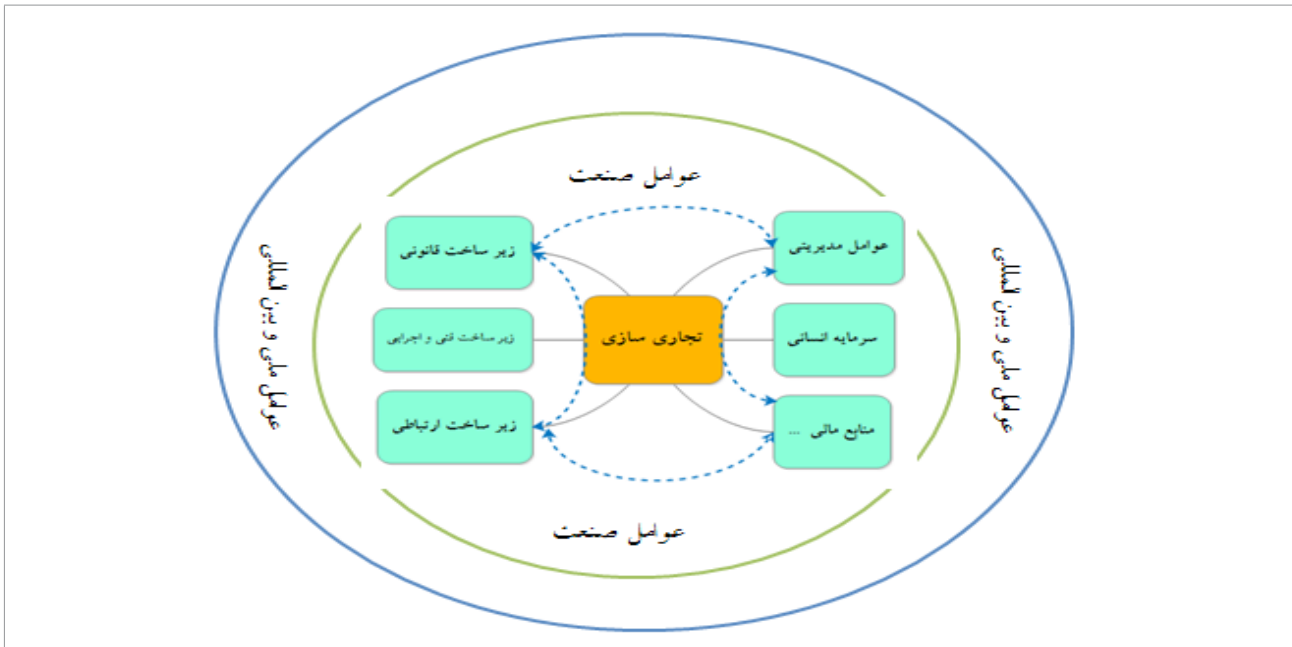 عوامل صنعت
عوامل مدیریتی
زیر ساخت قانونی
عوامل ملی و بین المللی
سرمایه انسانی
تجاری سازی
زیر ساخت فنی و اجرایی
عوامل ملی و بین المللی
منابع مالی ...
زیر ساخت ارتباطی
عوامل صنعت